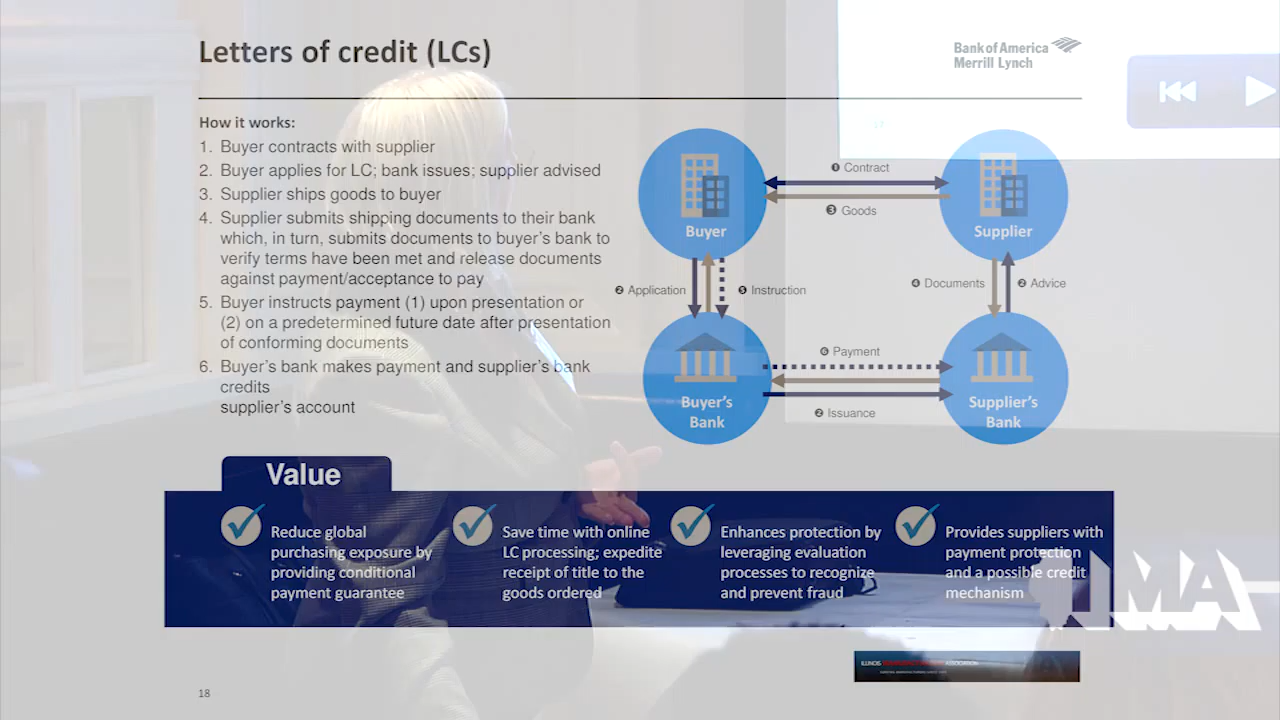 Letters of credit (LCs)
Bank of America
Merrill Lynch
How it works:
1. Buyer contracts with supplier
2. Buyer applies for LC; bank issues; supplier advised
3. Supplier ships goods to buyer
4. Supplier submits shipping documents to their bank
which, in turn, submits documents to buyer's bank to
verify terms have been met and release documents
against payment/acceptance to pay
5. Buyer instructs payment (1) upon presentation or
(2) on a predetermined future date after presentation
of conforming documents
6. Buyer's bank makes payment and supplier's bank
credits
supplier's account
17
❶ Contract
❸ Goods
Buyer
Supplier
❷ Application
❺ Instruction
❹ Documents
❷ Advice
❻ Payment
Buyer's
Bank
Supplier's
Bank
❷ Issuance
Value
Reduce global
purchasing exposure by
providing conditional
payment guarantee
Save time with online
LC processing; expedite
receipt of title to the
goods ordered
Enhances protection by
leveraging evaluation
processes to recognize
and prevent fraud
Provides suppliers with
payment protection
and a possible credit
mechanism
IMA
ILLINOIS
ASSOCIATION
18